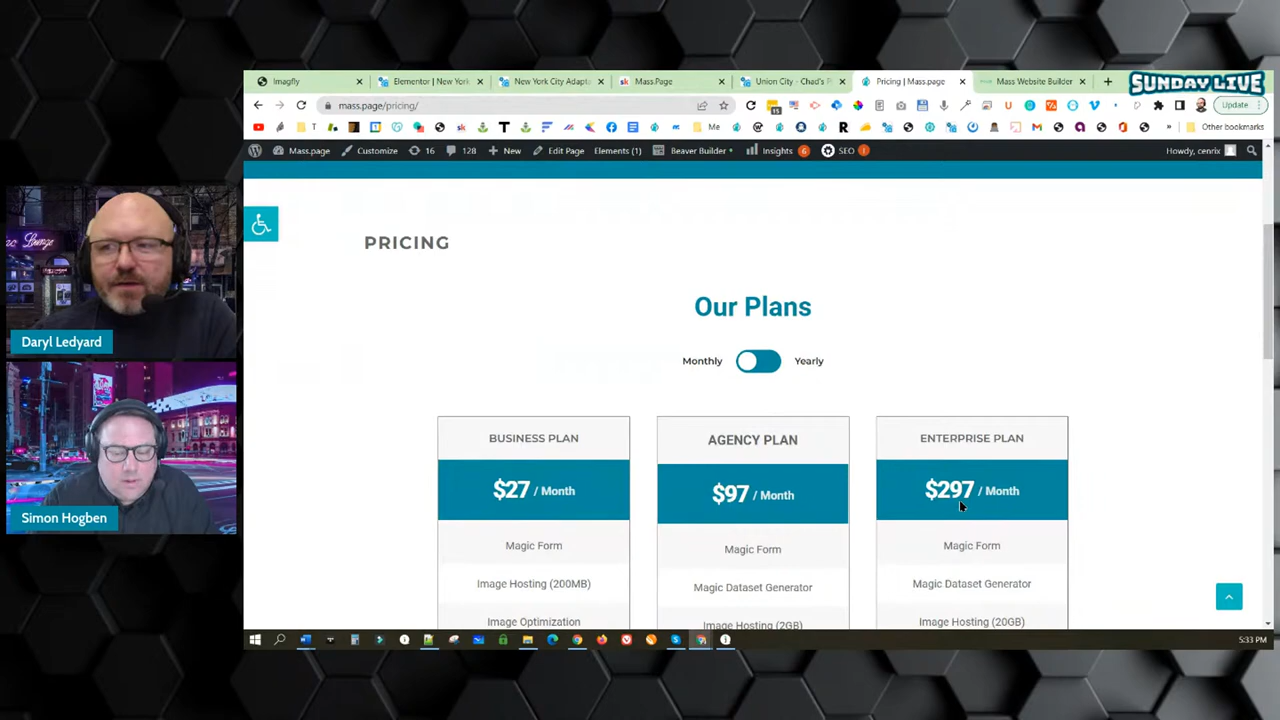 SUNDAY LIVE
Imagfly
Elementor | New York
New York City Adapta
Mass.Page
Union City - Chad's P
Pricing | Mass.page
Mass Website Builder
mass.page/pricing/
Update
Me
Other bookmarks
Mass.page
Customize
16
128
New
Edit Page
Elements (1)
Beaver Builder
Insights
6
SEO
Howdy, cenrix
PRICING
Our Plans
Monthly
Yearly
BUSINESS PLAN
AGENCY PLAN
ENTERPRISE PLAN
$27 / Month
$97 / Month
$297 / Month
Magic Form
Magic Form
Magic Form
Image Hosting (200MB)
Magic Dataset Generator
Magic Dataset Generator
Image Optimization
Image Hosting (2GB)
Image Hosting (20GB)
Daryl Ledyard
Simon Hogben
5:33 PM